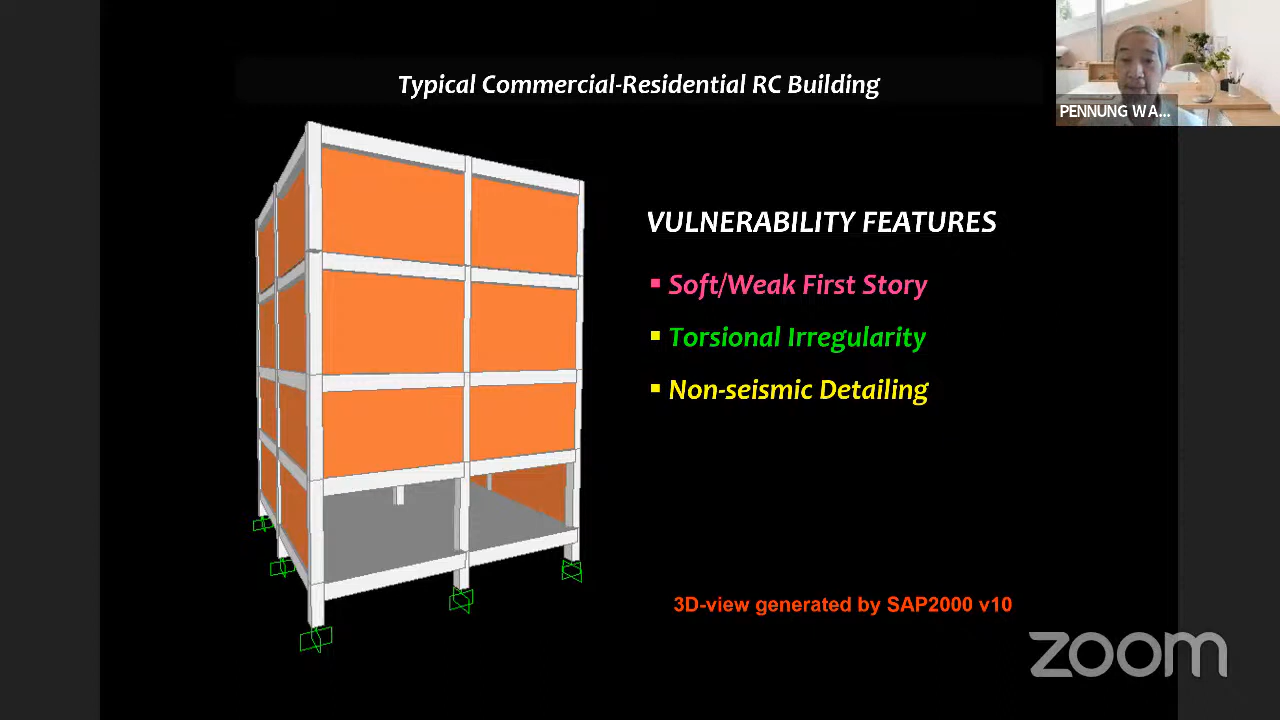 Typical Commercial-Residential RC Building
PENNUNG WA...
VULNERABILITY FEATURES
Soft/Weak First Story
Torsional Irregularity
Non-seismic Detailing
3D-view generated by SAP2000 v10
zoom